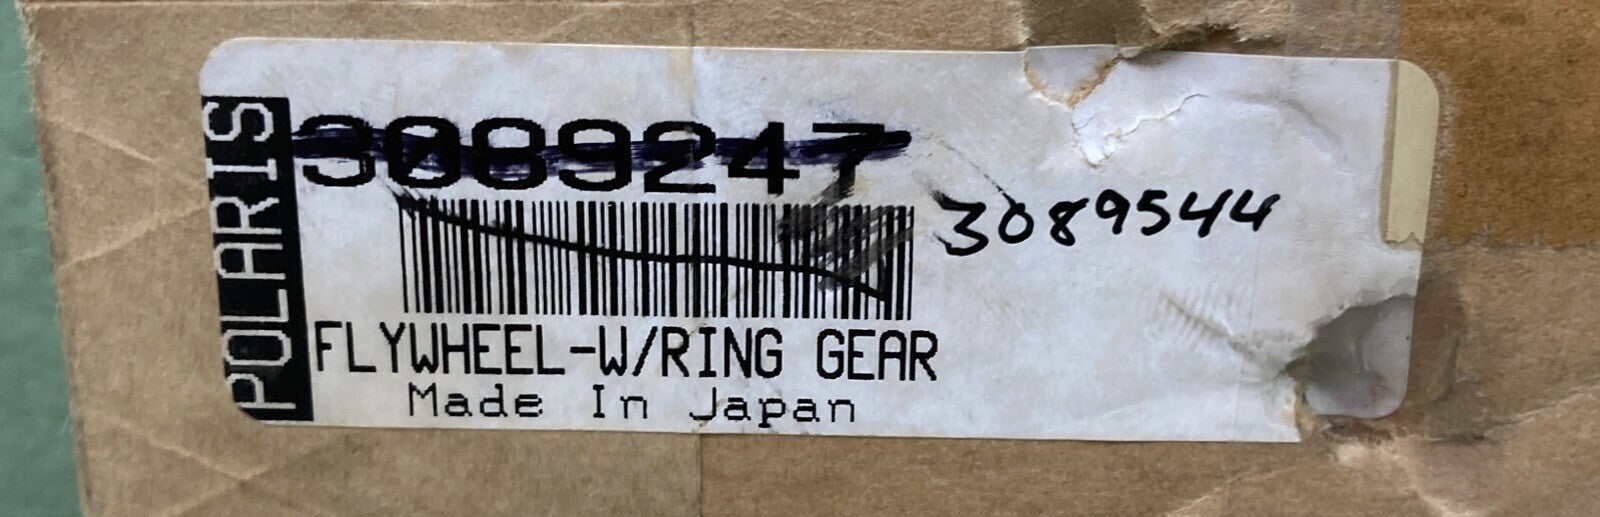 POLARIS
3089247
3089544
FLYWHEEL-W/RING GEAR
Made In Japan